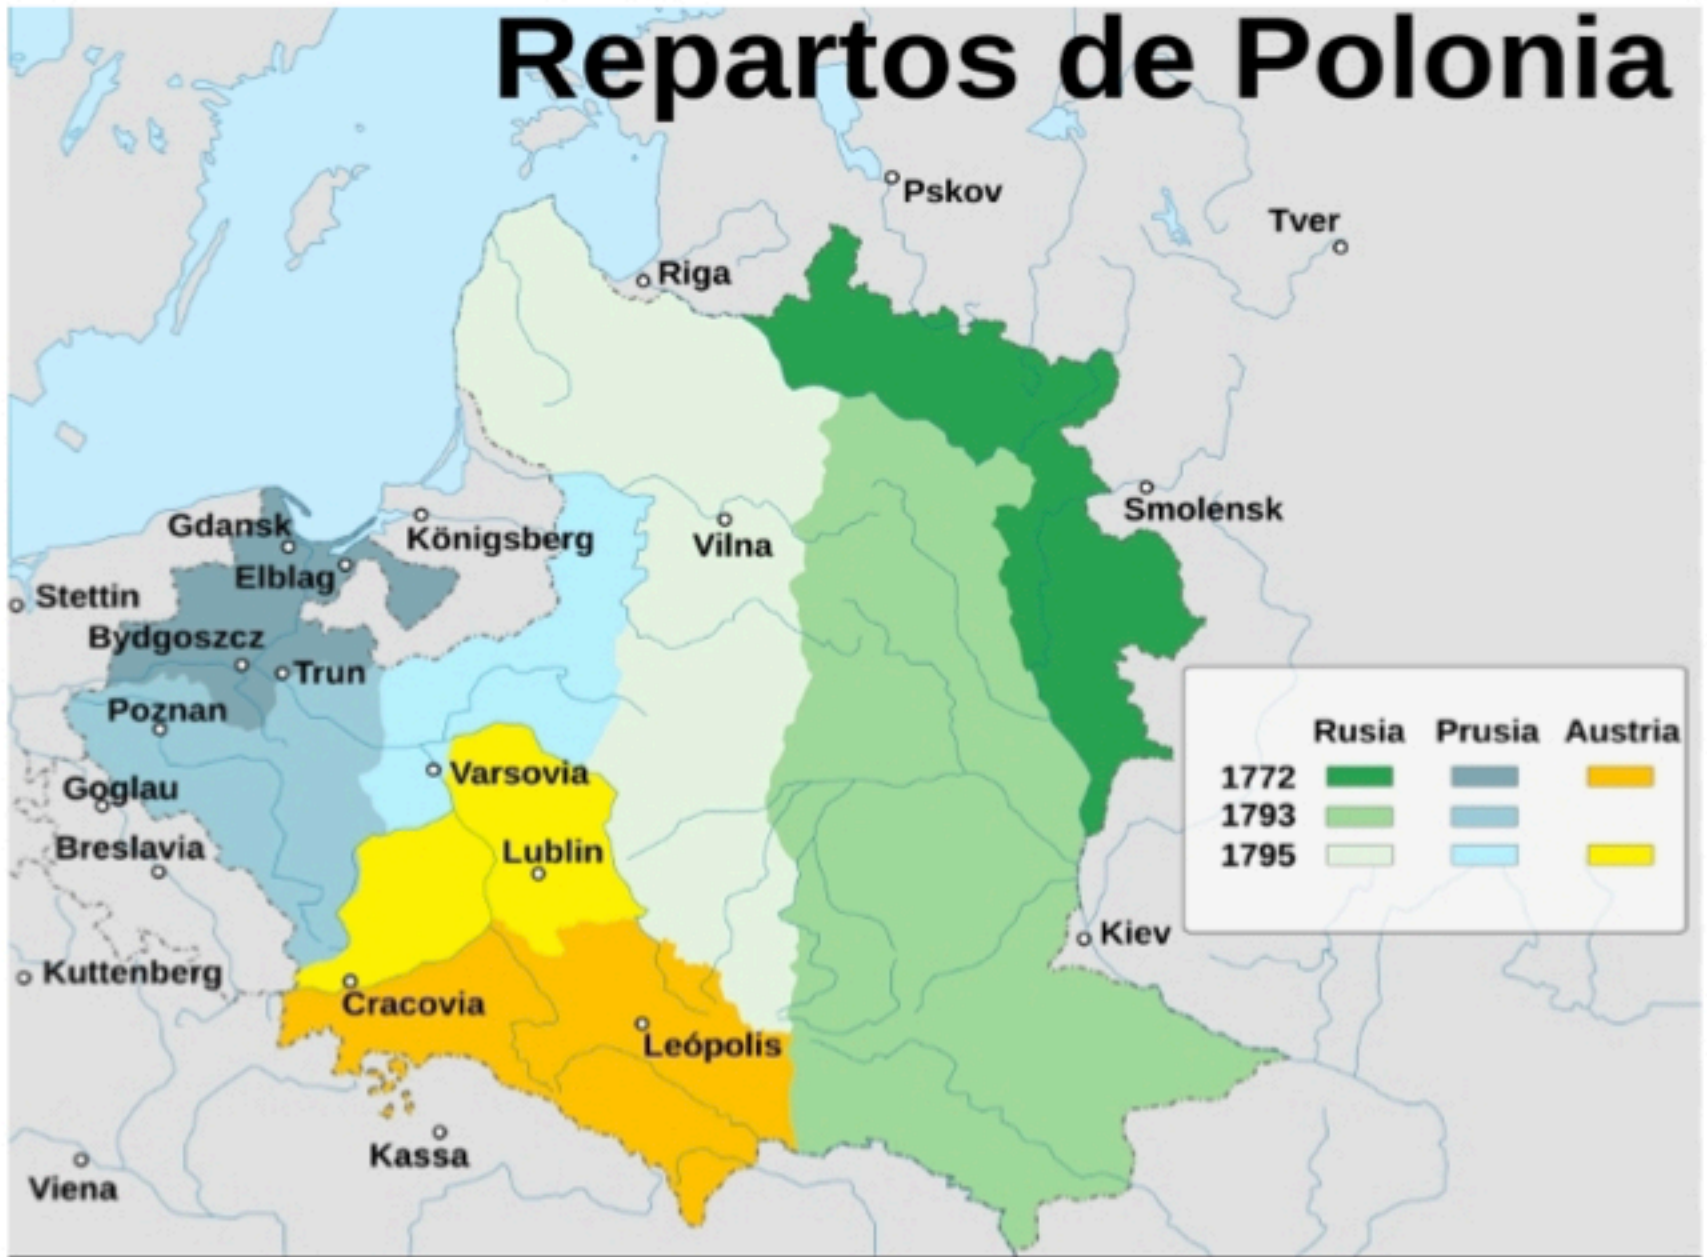 Repartos de Polonia
Pskov
Tver
Riga
Smolensk
Gdansk
Königsberg
Vilna
Elblag
Stettin
Bydgoszcz
Trun
Poznan
Rusia Prusia Austria
1772
1793
1795
Varsovia
Goglau
Breslavia
Lublin
Kiev
Kuttenberg
Cracovia
Leópolis
Kassa
Viena